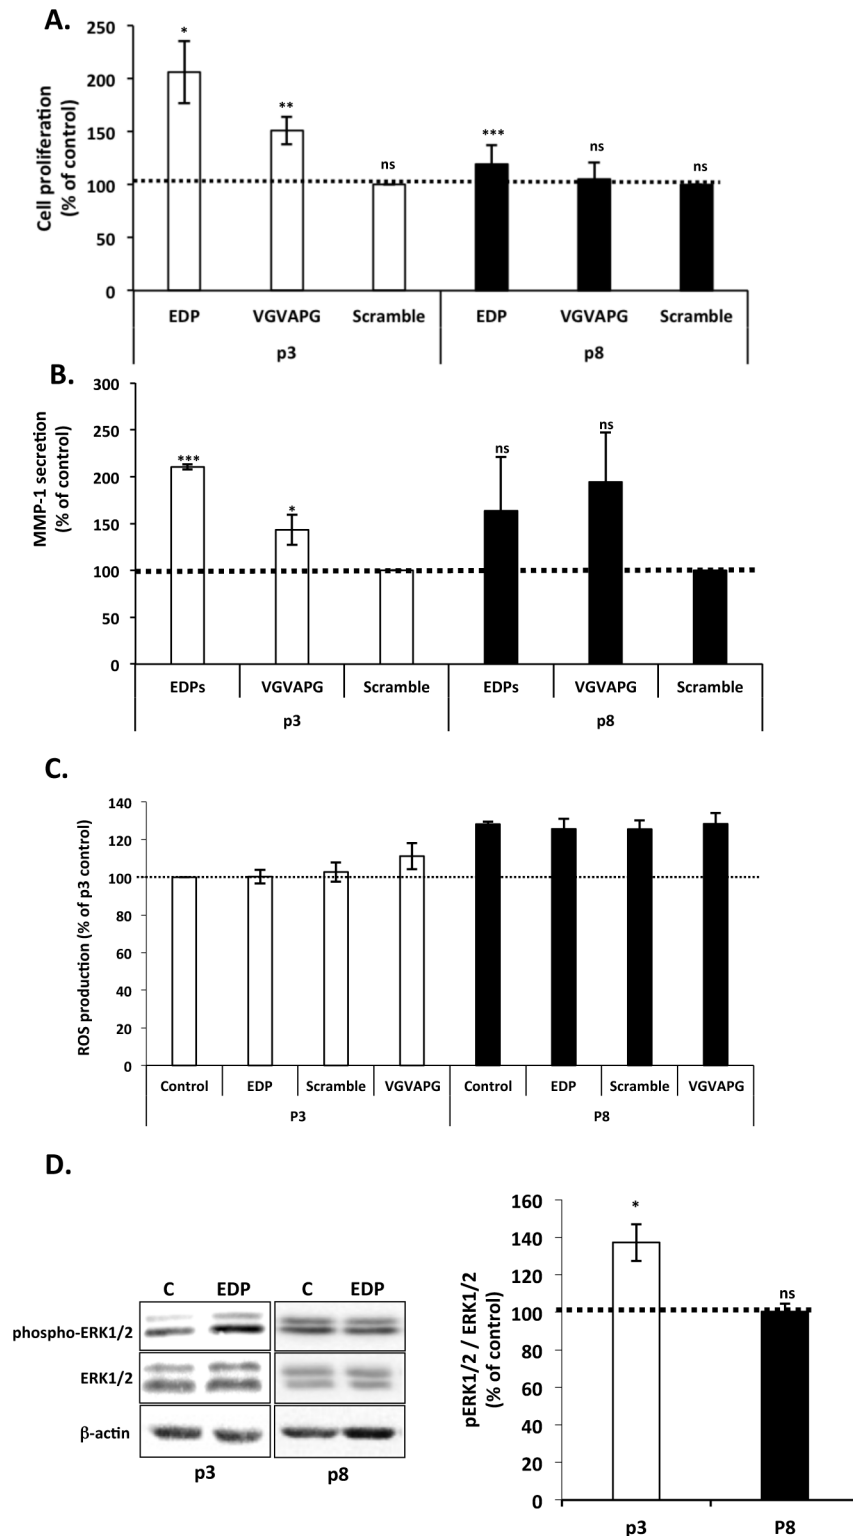 A.
Cell proliferation
(% of control)
250
200
150
100
50
0
*
**
ns
***
ns
ns
EDP VGVAPG Scramble EDP VGVAPG Scramble
p3 p8
B.
MMP-1 secretion
(% of control)
300
250
200
150
100
50
0
***
*
ns
ns
EDPs VGVAPG Scramble EDPs VGVAPG Scramble
p3 p8
C.
ROS production (% of p3 control)
140
120
100
80
60
40
20
0
Control EDP Scramble VGVAPG Control EDP Scramble VGVAPG
P3 P8
D.
C EDP C EDP
phospho-ERK1/2
ERK1/2
β-actin
p3 p8
pERK1/2 / ERK1/2
(% of control)
160
140
120
100
80
60
40
20
0
*
ns
p3 P8